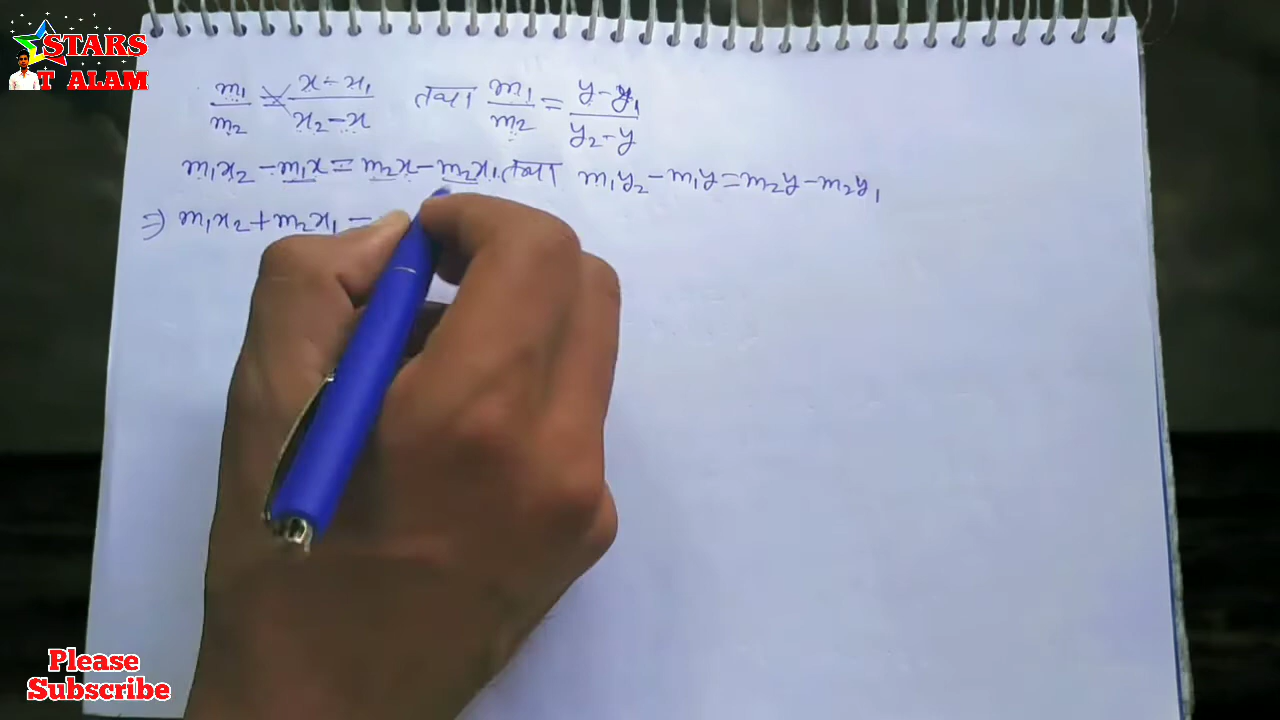 STARS
T ALAM
m₁/m₂ = x - x₁/x₂ - x तथा m₁/m₂ = y - y₁/y₂ - y
m₁x₂ - m₁x = m₂x - m₂x₁ तथा m₁y₂ - m₁y = m₂y - m₂y₁
⇒ m₁x₂ + m₂x₁ =
Please
Subscribe